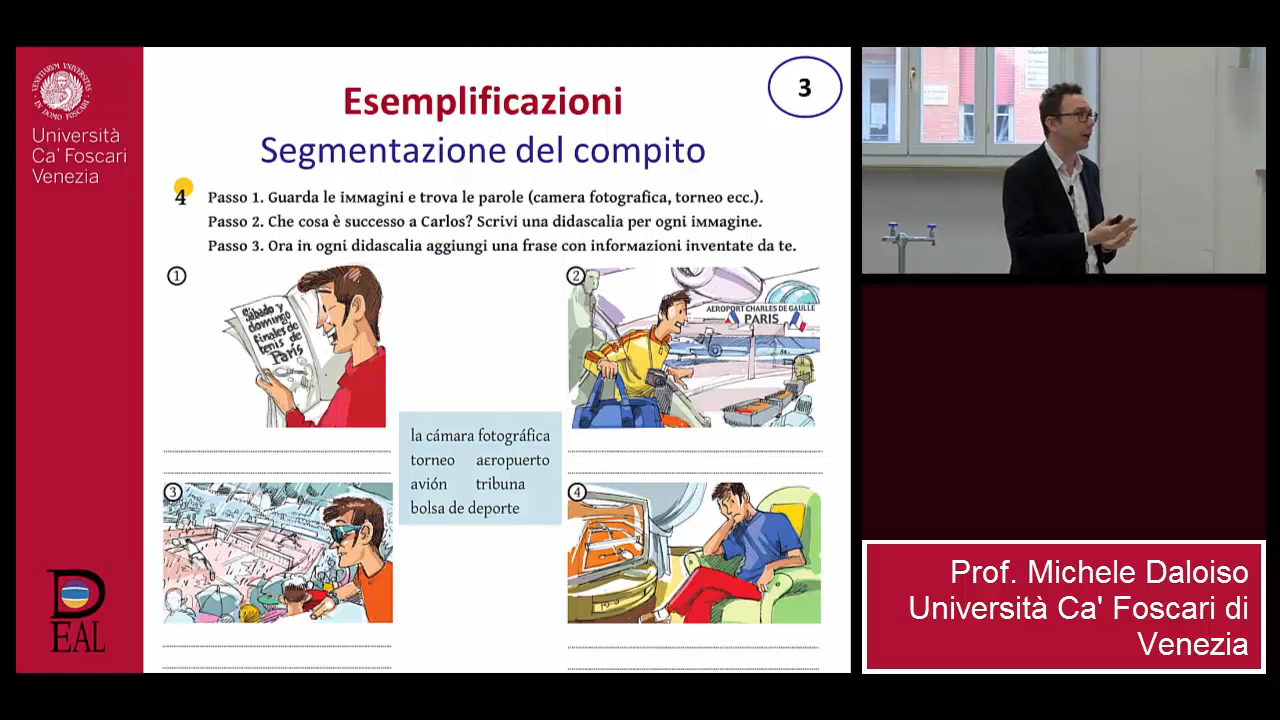 Università
Ca' Foscari
Venezia
DEAL
Esemplificazioni
3
Segmentazione del compito
4
Passo 1. Guarda le immagini e trova le parole (camera fotografica, torneo ecc.).
Passo 2. Che cosa è successo a Carlos? Scrivi una didascalia per ogni immagine.
Passo 3. Ora in ogni didascalia aggiungi una frase con informazioni inventate da te.
1
Sábado y
domingo
finales de
tenis de
París
2
AEROPORT CHARLES DE GAULLE
PARIS
la cámara fotográfica
torneo aeropuerto
avión tribuna
bolsa de deporte
3
4
Prof. Michele Daloiso
Università Ca' Foscari di
Venezia